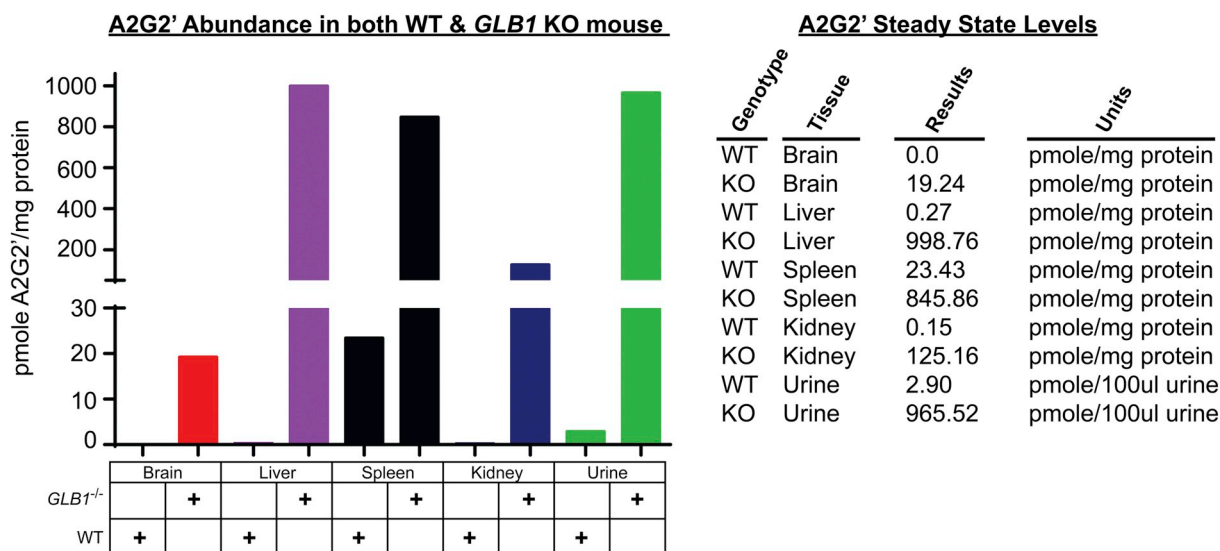 A2G2’ Abundance in both WT & GLB1 KO mouse
pmole A2G2’/mg protein
1000
800
600
400
200
30
20
10
0
Brain Liver Spleen Kidney Urine
GLB1-/- + + + + +
WT + + + + +
A2G2’ Steady State Levels
Genotype Tissue Results Units
WT Brain 0.0 pmole/mg protein
KO Brain 19.24 pmole/mg protein
WT Liver 0.27 pmole/mg protein
KO Liver 998.76 pmole/mg protein
WT Spleen 23.43 pmole/mg protein
KO Spleen 845.86 pmole/mg protein
WT Kidney 0.15 pmole/mg protein
KO Kidney 125.16 pmole/mg protein
WT Urine 2.90 pmole/100ul urine
KO Urine 965.52 pmole/100ul urine